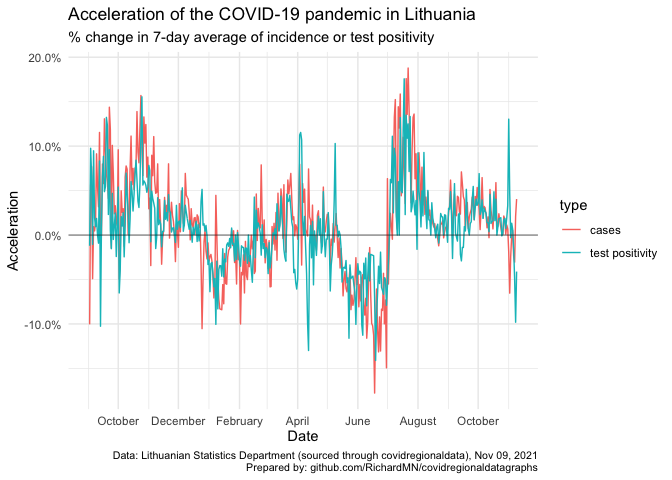 Acceleration of the COVID-19 pandemic in Lithuania
% change in 7-day average of incidence or test positivity
20.0%
10.0%
0.0%
-10.0%
Acceleration
October December February April June August October
Date
type
cases
test positivity
Data: Lithuanian Statistics Department (sourced through covidregionaldata), Nov 09, 2021
Prepared by: github.com/RichardMN/covidregionaldatagraphs